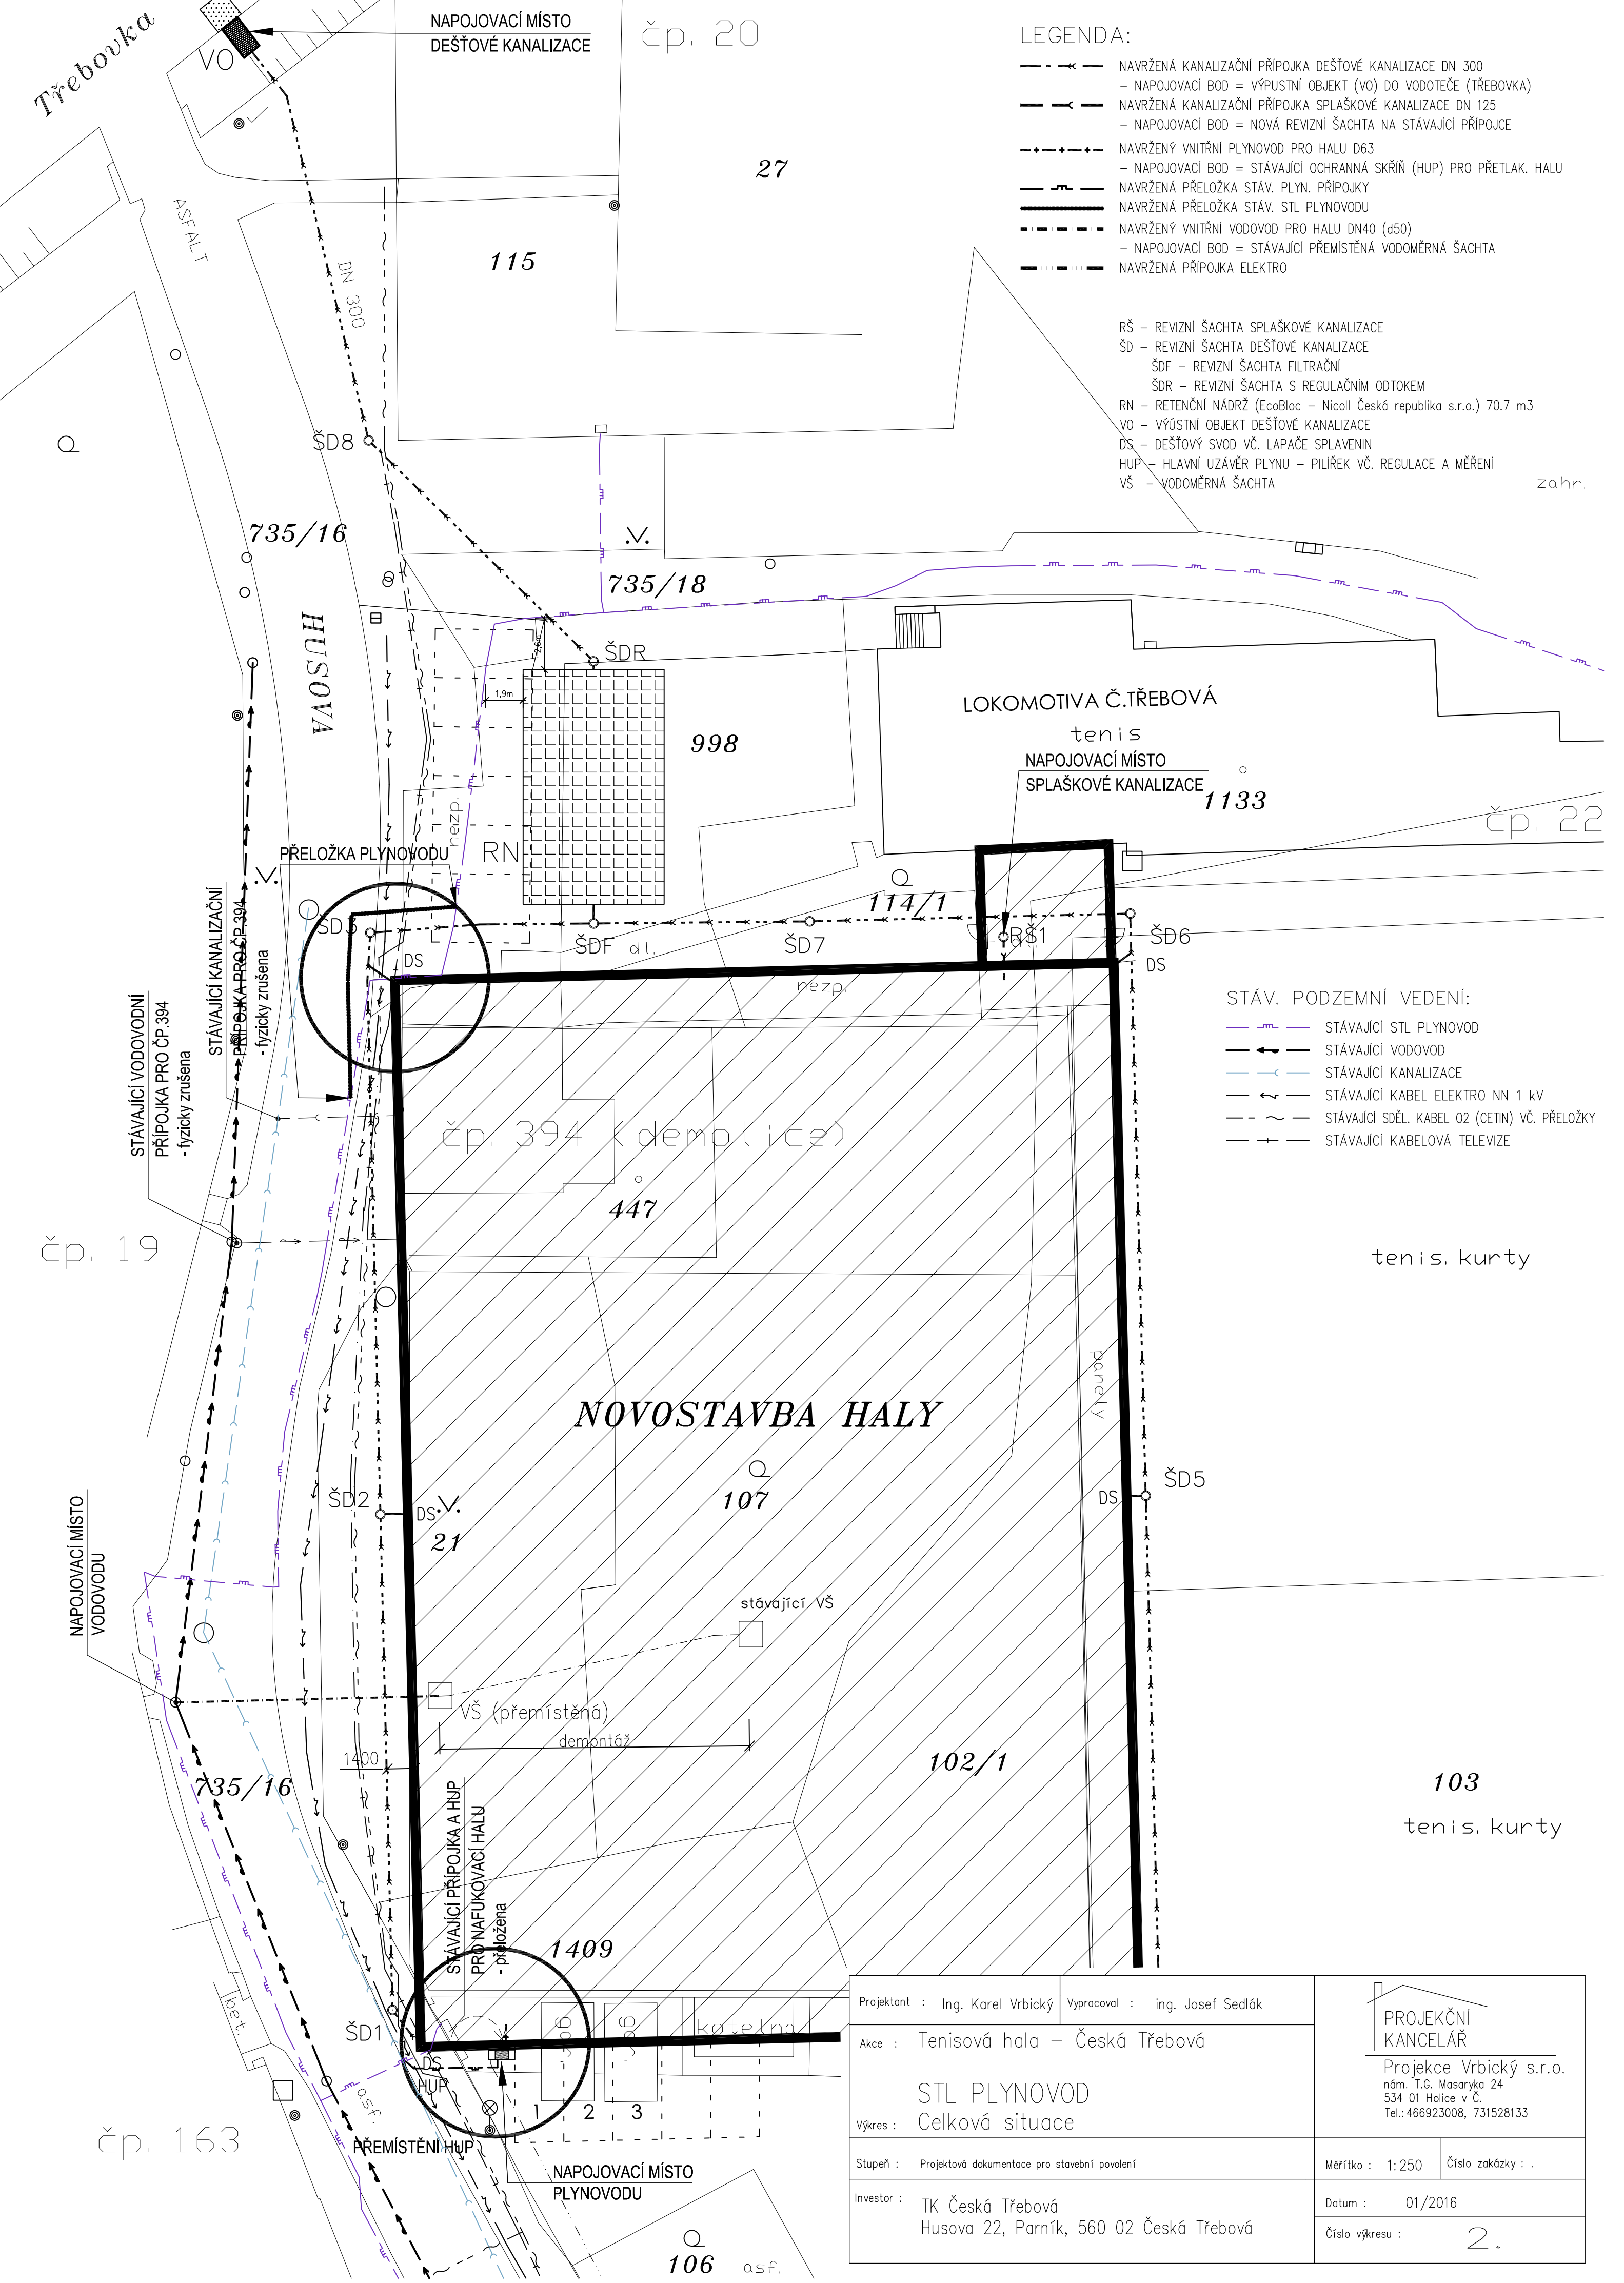 Třebovka
VO
NAPOJOVACÍ MÍSTO
DEŠŤOVÉ KANALIZACE
čp. 20
27
ASFALT
115
DN 300
ŠD8
735/16
735/18
HUSOVA
2,6m
ŠDR
1,9m
998
nezp.
RN
LOKOMOTIVA Č.TŘEBOVÁ
tenis
NAPOJOVACÍ MÍSTO
SPLAŠKOVÉ KANALIZACE
1133
čp. 22
zahr.
LEGENDA:
NAVRŽENÁ KANALIZAČNÍ PŘÍPOJKA DEŠŤOVÉ KANALIZACE DN 300
– NAPOJOVACÍ BOD = VÝPUSTNÍ OBJEKT (VO) DO VODOTEČE (TŘEBOVKA)
NAVRŽENÁ KANALIZAČNÍ PŘÍPOJKA SPLAŠKOVÉ KANALIZACE DN 125
– NAPOJOVACÍ BOD = NOVÁ REVIZNÍ ŠACHTA NA STÁVAJÍCÍ PŘÍPOJCE
NAVRŽENÝ VNITŘNÍ PLYNOVOD PRO HALU D63
– NAPOJOVACÍ BOD = STÁVAJÍCÍ OCHRANNÁ SKŘÍŇ (HUP) PRO PŘETLAK. HALU
NAVRŽENÁ PŘELOŽKA STÁV. PLYN. PŘÍPOJKY
NAVRŽENÁ PŘELOŽKA STÁV. STL PLYNOVODU
NAVRŽENÝ VNITŘNÍ VODOVOD PRO HALU DN40 (d50)
– NAPOJOVACÍ BOD = STÁVAJÍCÍ PŘEMÍSTĚNÁ VODOMĚRNÁ ŠACHTA
NAVRŽENÁ PŘÍPOJKA ELEKTRO
RŠ – REVIZNÍ ŠACHTA SPLAŠKOVÉ KANALIZACE
ŠD – REVIZNÍ ŠACHTA DEŠŤOVÉ KANALIZACE
ŠDF – REVIZNÍ ŠACHTA FILTRAČNÍ
ŠDR – REVIZNÍ ŠACHTA S REGULAČNÍM ODTOKEM
RN – RETENČNÍ NÁDRŽ (EcoBloc – Nicoll Česká republika s.r.o.) 70.7 m3
VO – VÝÚSTNÍ OBJEKT DEŠŤOVÉ KANALIZACE
DS – DEŠŤOVÝ SVOD VČ. LAPAČE SPLAVENIN
HUP – HLAVNÍ UZÁVĚR PLYNU – PILÍŘEK VČ. REGULACE A MĚŘENÍ
VŠ – VODOMĚRNÁ ŠACHTA
PŘELOŽKA PLYNOVODU
ŠD3
DS
ŠDF
dl.
ŠD7
114/1
RŠ1
dl.
ŠD6
DS
nezp.
STÁVAJÍCÍ KANALIZAČNÍ
PŘÍPOJKA PRO ČP.394
- fyzicky zrušena
STÁVAJÍCÍ VODOVODNÍ
PŘÍPOJKA PRO ČP.394
- fyzicky zrušena
STÁV. PODZEMNÍ VEDENÍ:
STÁVAJÍCÍ STL PLYNOVOD
STÁVAJÍCÍ VODOVOD
STÁVAJÍCÍ KANALIZACE
STÁVAJÍCÍ KABEL ELEKTRO NN 1 kV
STÁVAJÍCÍ SDĚL. KABEL O2 (CETIN) VČ. PŘELOŽKY
STÁVAJÍCÍ KABELOVÁ TELEVIZE
čp. 394 (demolice)
447
čp. 19
tenis. kurty
panely
NOVOSTAVBA HALY
107
ŠD2
DS
21
DS
ŠD5
NAPOJOVACÍ MÍSTO
VODOVODU
stávající VŠ
VŠ (přemístěná)
demontáž
1400
735/16
102/1
103
tenis. kurty
STÁVAJÍCÍ PŘÍPOJKA A HUP
PRO NAFUKOVACÍ HALU
- přeložena
1409
bet.
ŠD1
DS
HUP
asf.
kotelna
1
2
3
čp. 163
PŘEMÍSTĚNÍ HUP
NAPOJOVACÍ MÍSTO
PLYNOVODU
106
asf.
Projektant : Ing. Karel Vrbický
Vypracoval : ing. Josef Sedlák
Akce : Tenisová hala – Česká Třebová
STL PLYNOVOD
Výkres : Celková situace
Stupeň : Projektová dokumentace pro stavební povolení
Investor : TK Česká Třebová
Husova 22, Parník, 560 02 Česká Třebová
PROJEKČNÍ
KANCELÁŘ
Projekce Vrbický s.r.o.
nám. T.G. Masaryka 24
534 01 Holice v Č.
Tel.: 466923008, 731528133
Měřítko : 1:250
Číslo zakázky : .
Datum : 01/2016
Číslo výkresu : 2.